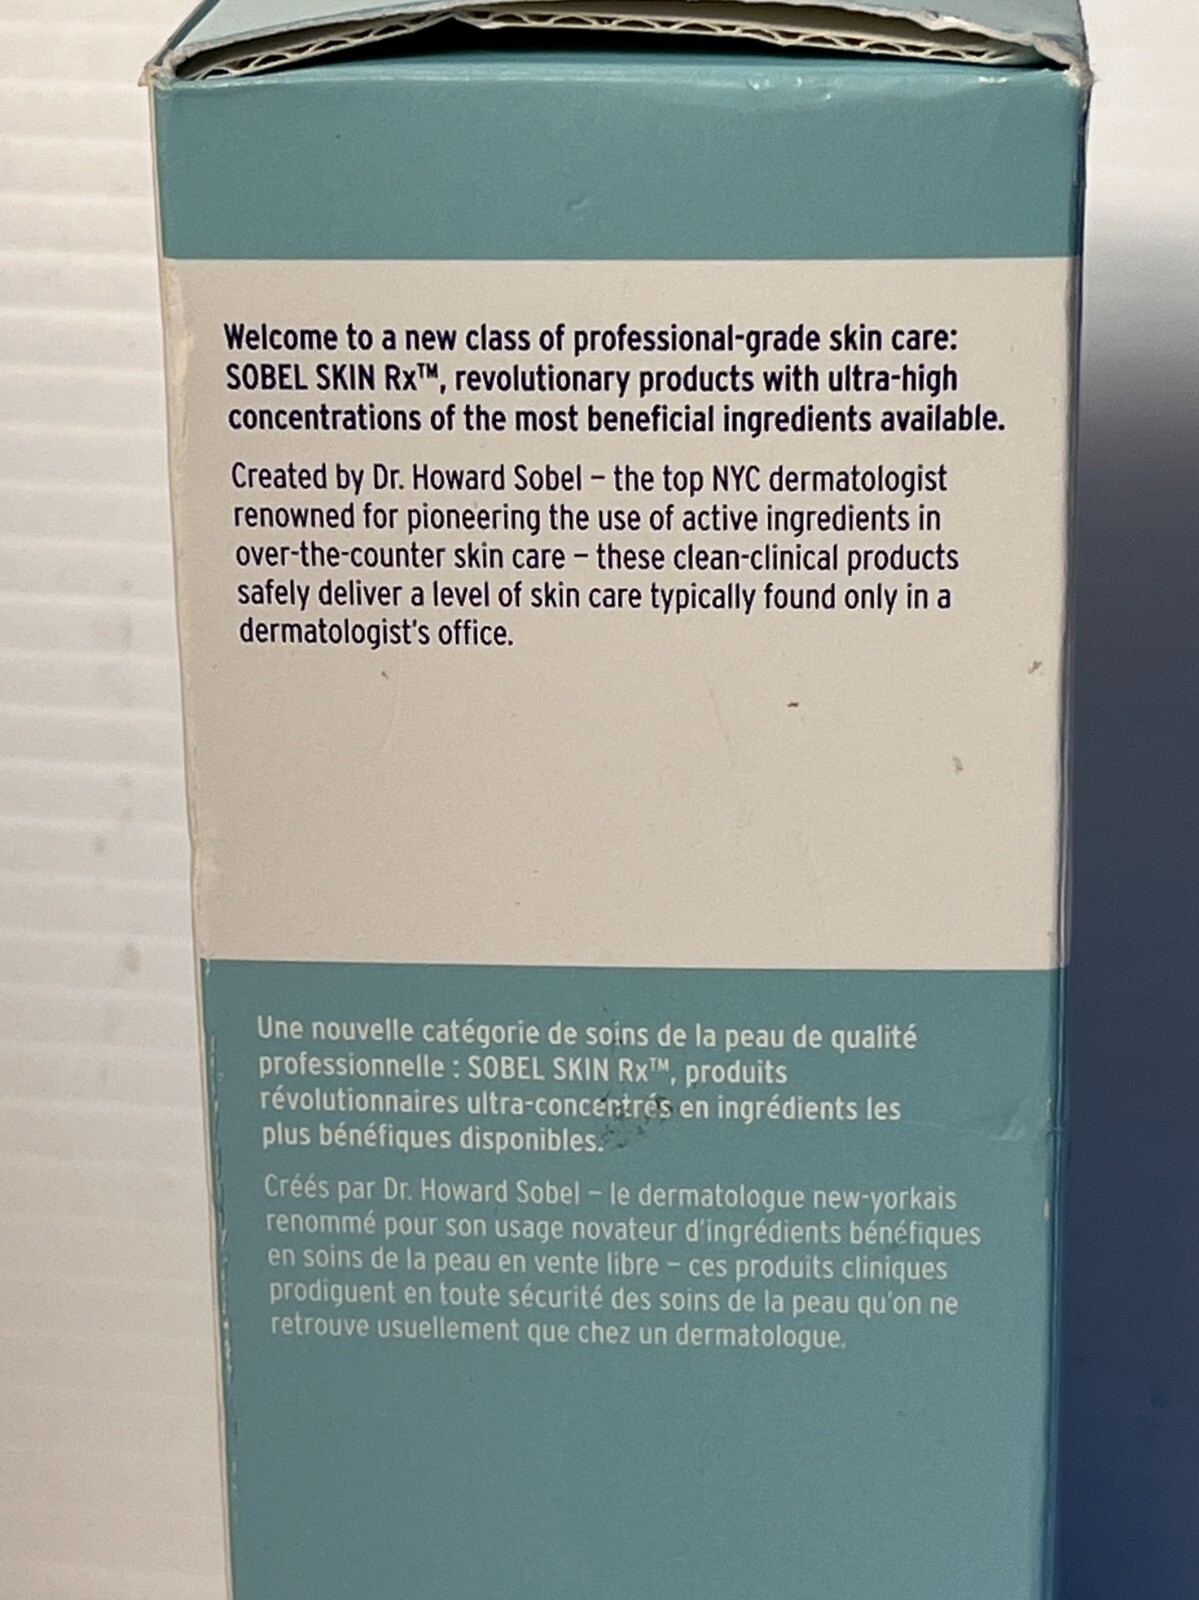 Welcome to a new class of professional-grade skin care:
SOBEL SKIN Rx™, revolutionary products with ultra-high
concentrations of the most beneficial ingredients available.
Created by Dr. Howard Sobel – the top NYC dermatologist
renowned for pioneering the use of active ingredients in
over-the-counter skin care – these clean-clinical products
safely deliver a level of skin care typically found only in a
dermatologist's office.
Une nouvelle catégorie de soins de la peau de qualité
professionnelle : SOBEL SKIN Rx™, produits
révolutionnaires ultra-concentrés en ingrédients les
plus bénéfiques disponibles.
Créés par Dr. Howard Sobel – le dermatologue new-yorkais
renommé pour son usage novateur d'ingrédients bénéfiques
en soins de la peau en vente libre – ces produits cliniques
prodiguent en toute sécurité des soins de la peau qu'on ne
retrouve usuellement que chez un dermatologue.